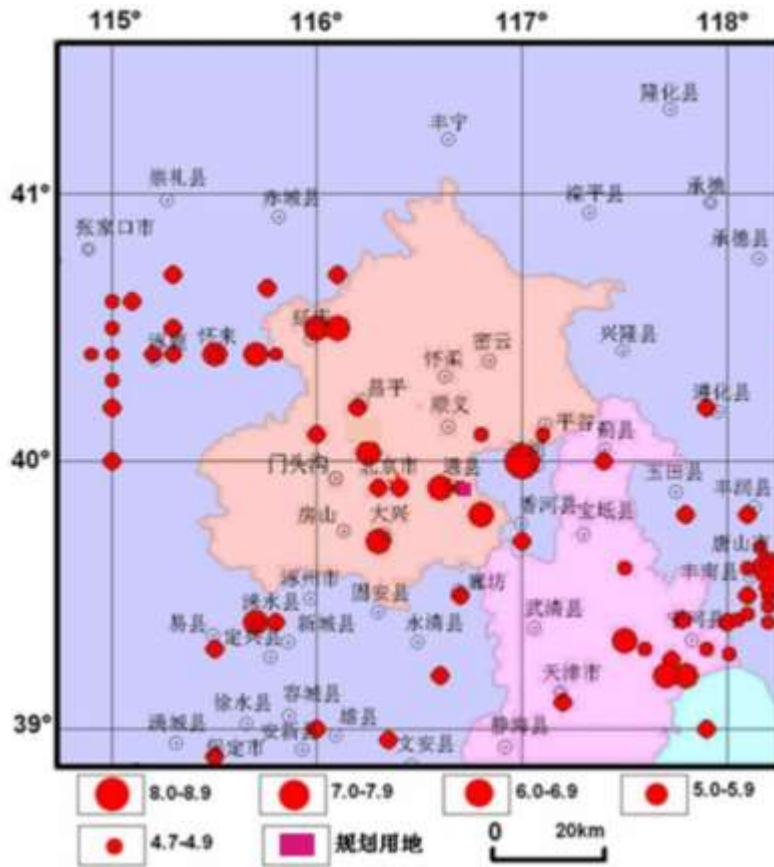 115° 116° 117° 118°
隆化县
丰宁
41°
崇礼县
赤城县
滦平县
承德
张家口市
承德县
兴隆县
怀来
密云
怀柔
昌平
顺义
平谷
遵化县
蓟县
40°
门头沟
北京市
通县
玉田县
丰润县
香河县
宝坻县
房山
大兴
唐山市
丰南县
涿州市
固安县
廊坊
涞水县
易县
定兴县
新城县
永清县
武清县
天津市
容城县
徐水县
雄县
39°
满城县
安新县
静海县
保定市
文安县
8.0-8.9
7.0-7.9
6.0-6.9
5.0-5.9
4.7-4.9
规划用地
0 20km